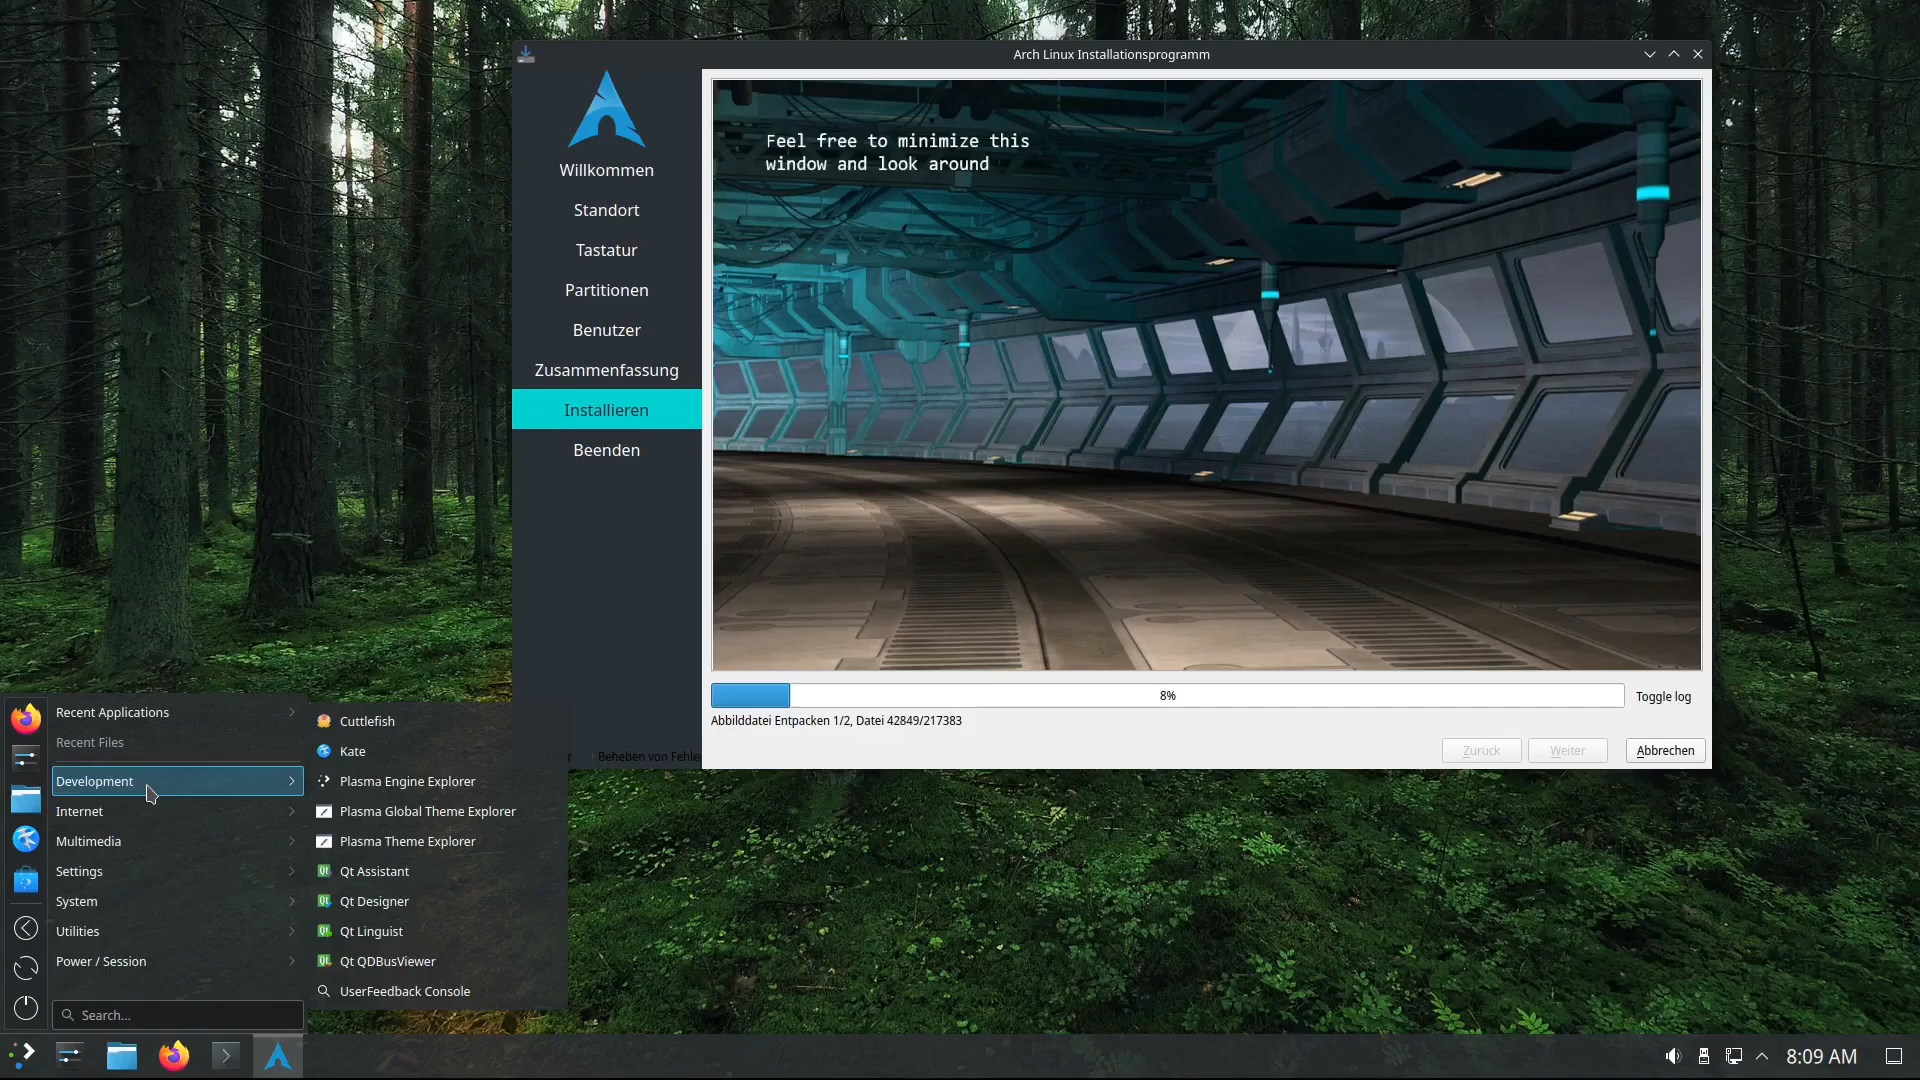 Arch Linux Installationsprogramm
Willkommen
Standort
Tastatur
Partitionen
Benutzer
Zusammenfassung
Installieren
Beenden
Feel free to minimize this
window and look around
8%
Toggle log
Abbilddatei Entpacken 1/2, Datei 42849/217383
Beheben von Fehle
Zurück
Weiter
Abbrechen
Recent Applications
Recent Files
Development
Internet
Multimedia
Settings
System
Utilities
Power / Session
Search...
Cuttlefish
Kate
Plasma Engine Explorer
Plasma Global Theme Explorer
Plasma Theme Explorer
Qt Assistant
Qt Designer
Qt Linguist
Qt QDBusViewer
UserFeedback Console
8:09 AM